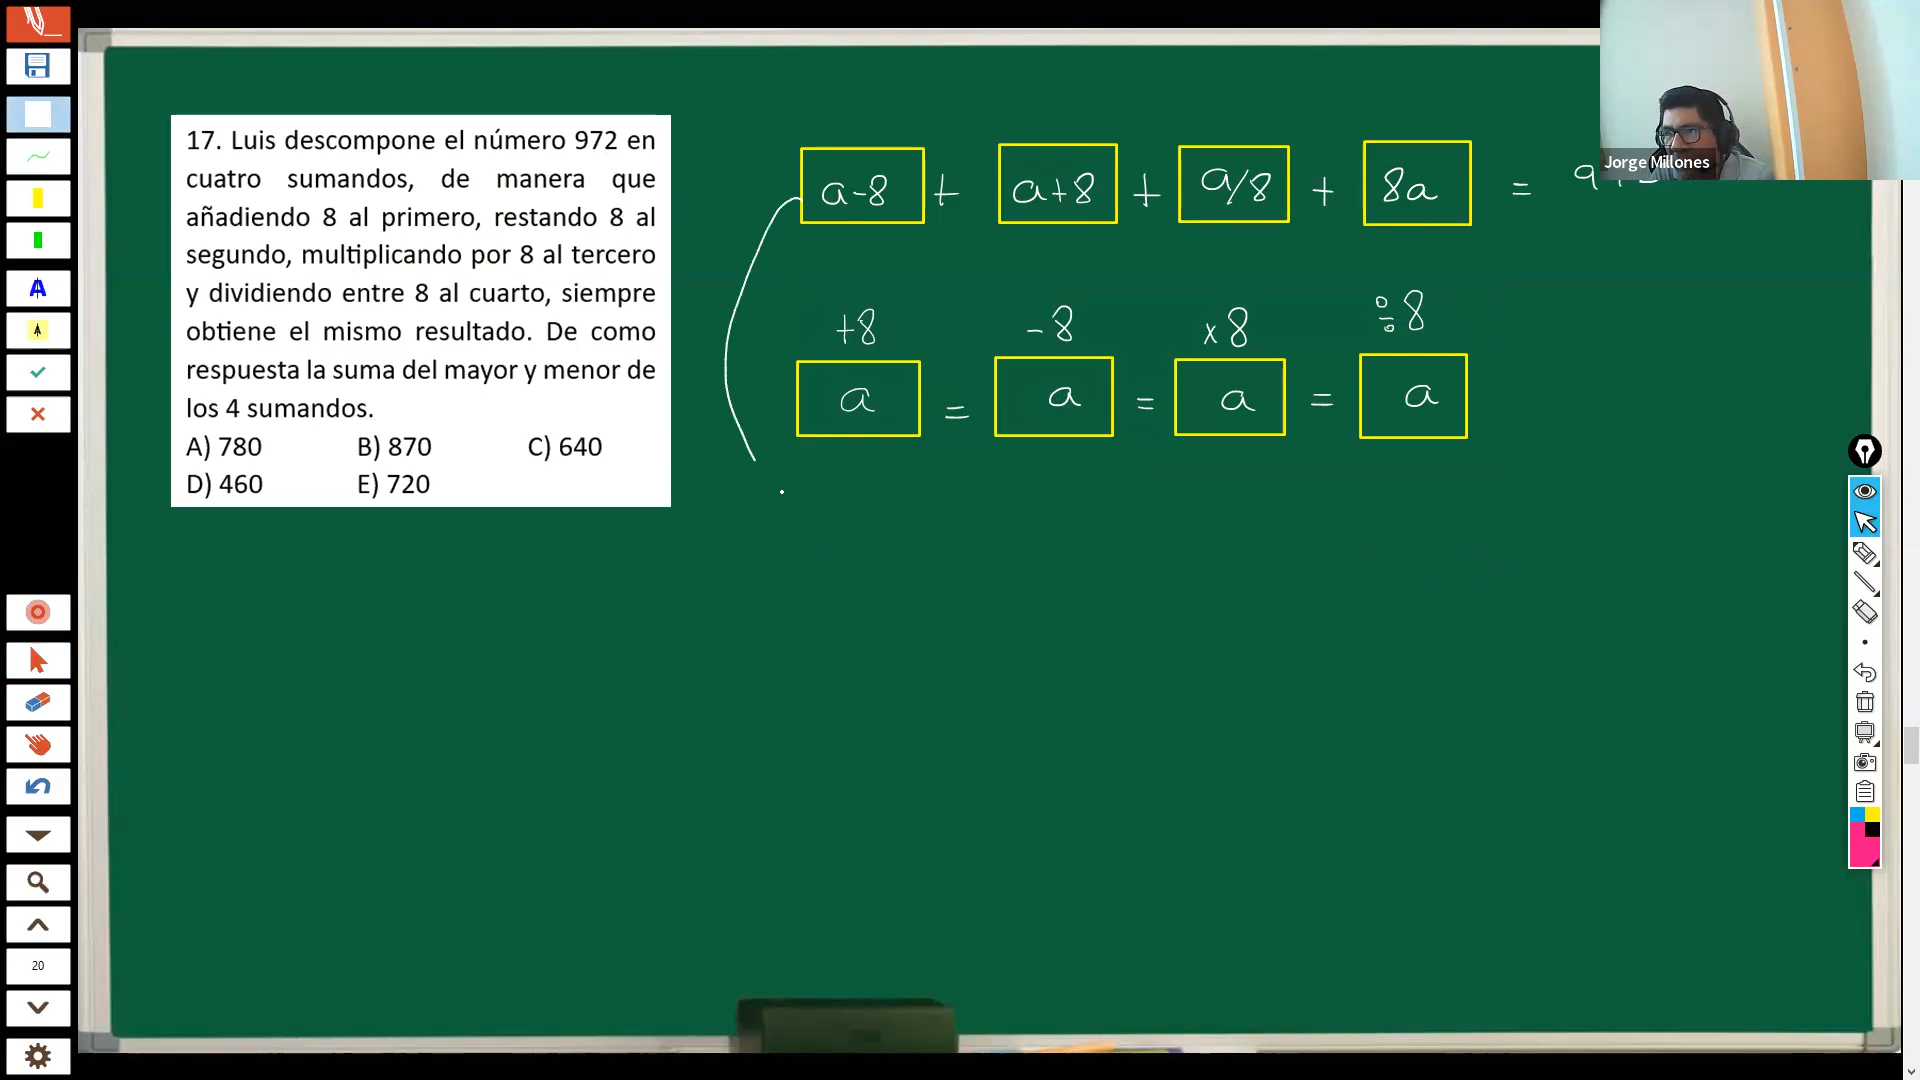 17. Luis descompone el número 972 en
cuatro sumandos, de manera que
añadiendo 8 al primero, restando 8 al
segundo, multiplicando por 8 al tercero
y dividiendo entre 8 al cuarto, siempre
obtiene el mismo resultado. De como
respuesta la suma del mayor y menor de
los 4 sumandos.
A) 780 B) 870 C) 640
D) 460 E) 720
a-8 + a+8 + a/8 + 8a =
+8 -8 x8 ÷8
a = a = a = a
Jorge Millones
A
A
20